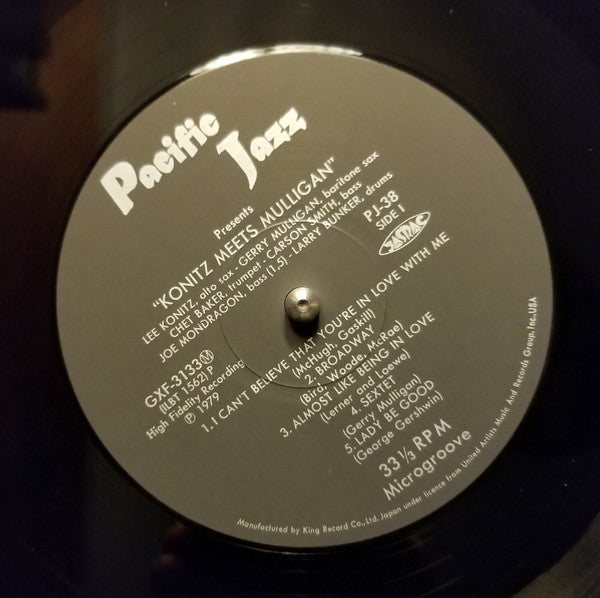 Pacific
Jazz
Presents
"KONITZ MEETS MULLIGAN"
LEE KONITZ, alto sax - GERRY MULLIGAN, baritone sax
CHET BAKER, trumpet - CARSON SMITH, bass
JOE MONDRAGON, bass (1,5) - LARRY BUNKER, drums
PJ-38
SIDE I
JASRAC
GXF-3133 M
(ILBT 1562) P
High Fidelity Recording
Ⓟ 1979
1. I CAN'T BELIEVE THAT YOU'RE IN LOVE WITH ME
(McHugh, Gaskill)
2. BROADWAY
(Bird, Woode, McRae)
3. ALMOST LIKE BEING IN LOVE
(Lerner and Loewe)
4. SEXTET
(Gerry Mulligan)
5. LADY BE GOOD
(George Gershwin)
33 1/3 RPM
Microgroove
Manufactured by King Record Co., Ltd, Japan under licence from United Artists Music And Records Group, Inc., USA